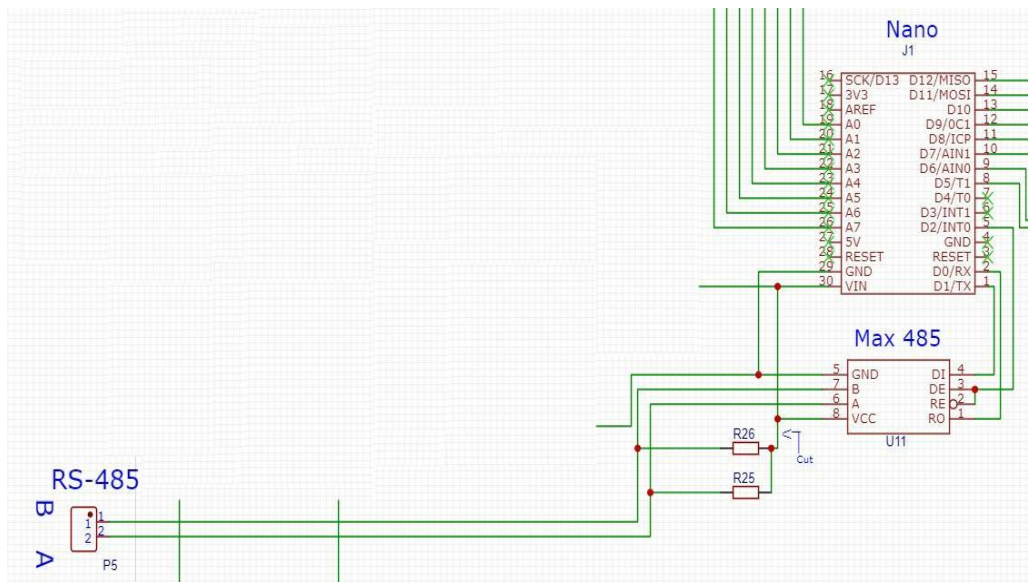 Nano
J1
16 SCK/D13 D12/MISO 15
17 3V3 D11/MOSI 14
18 AREF D10 13
19 A0 D9/0C1 12
20 A1 D8/ICP 11
21 A2 D7/AIN1 10
22 A3 D6/AIN0 9
23 A4 D5/T1 8
24 A5 D4/T0 7
25 A6 D3/INT1 6
26 A7 D2/INT0 5
27 5V GND 4
28 RESET RESET 3
29 GND D0/RX 2
30 VIN D1/TX 1
Max 485
5 GND DI 4
7 B DE 3
6 A RE 2
8 VCC RO 1
U11
R26
Cut
R25
RS-485
B
1 1
2 2
A
P5